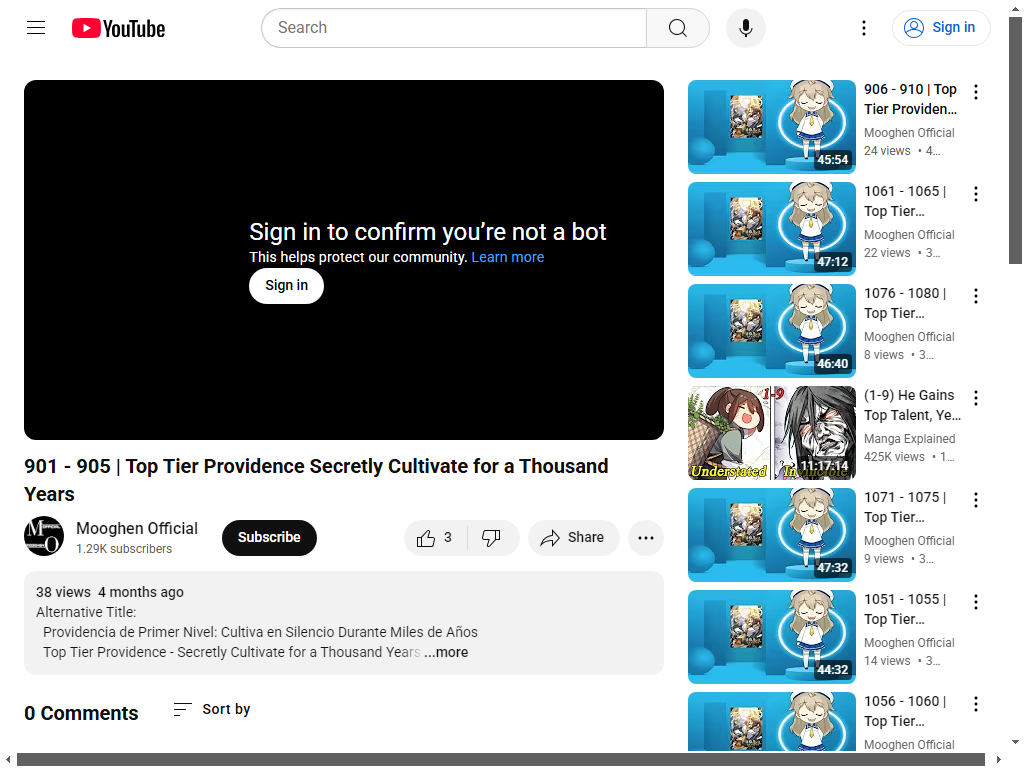 YouTube
Search
Sign in
Sign in to confirm you're not a bot
This helps protect our community. Learn more
Sign in
901 - 905 | Top Tier Providence Secretly Cultivate for a Thousand
Years
Mooghen Official
1.29K subscribers
Subscribe
3
Share
38 views 4 months ago
Alternative Title:
Providencia de Primer Nivel: Cultiva en Silencio Durante Miles de Años
Top Tier Providence - Secretly Cultivate for a Thousand Years ...more
0 Comments
Sort by
45:54
906 - 910 | Top
Tier Providen...
Mooghen Official
24 views • 4...
47:12
1061 - 1065 |
Top Tier...
Mooghen Official
22 views • 3...
46:40
1076 - 1080 |
Top Tier...
Mooghen Official
8 views • 3...
1-9
Understated
Invincible
11:17:14
(1-9) He Gains
Top Talent, Ye...
Manga Explained
425K views • 1...
47:32
1071 - 1075 |
Top Tier...
Mooghen Official
9 views • 3...
44:32
1051 - 1055 |
Top Tier...
Mooghen Official
14 views • 3...
1056 - 1060 |
Top Tier...
Mooghen Official